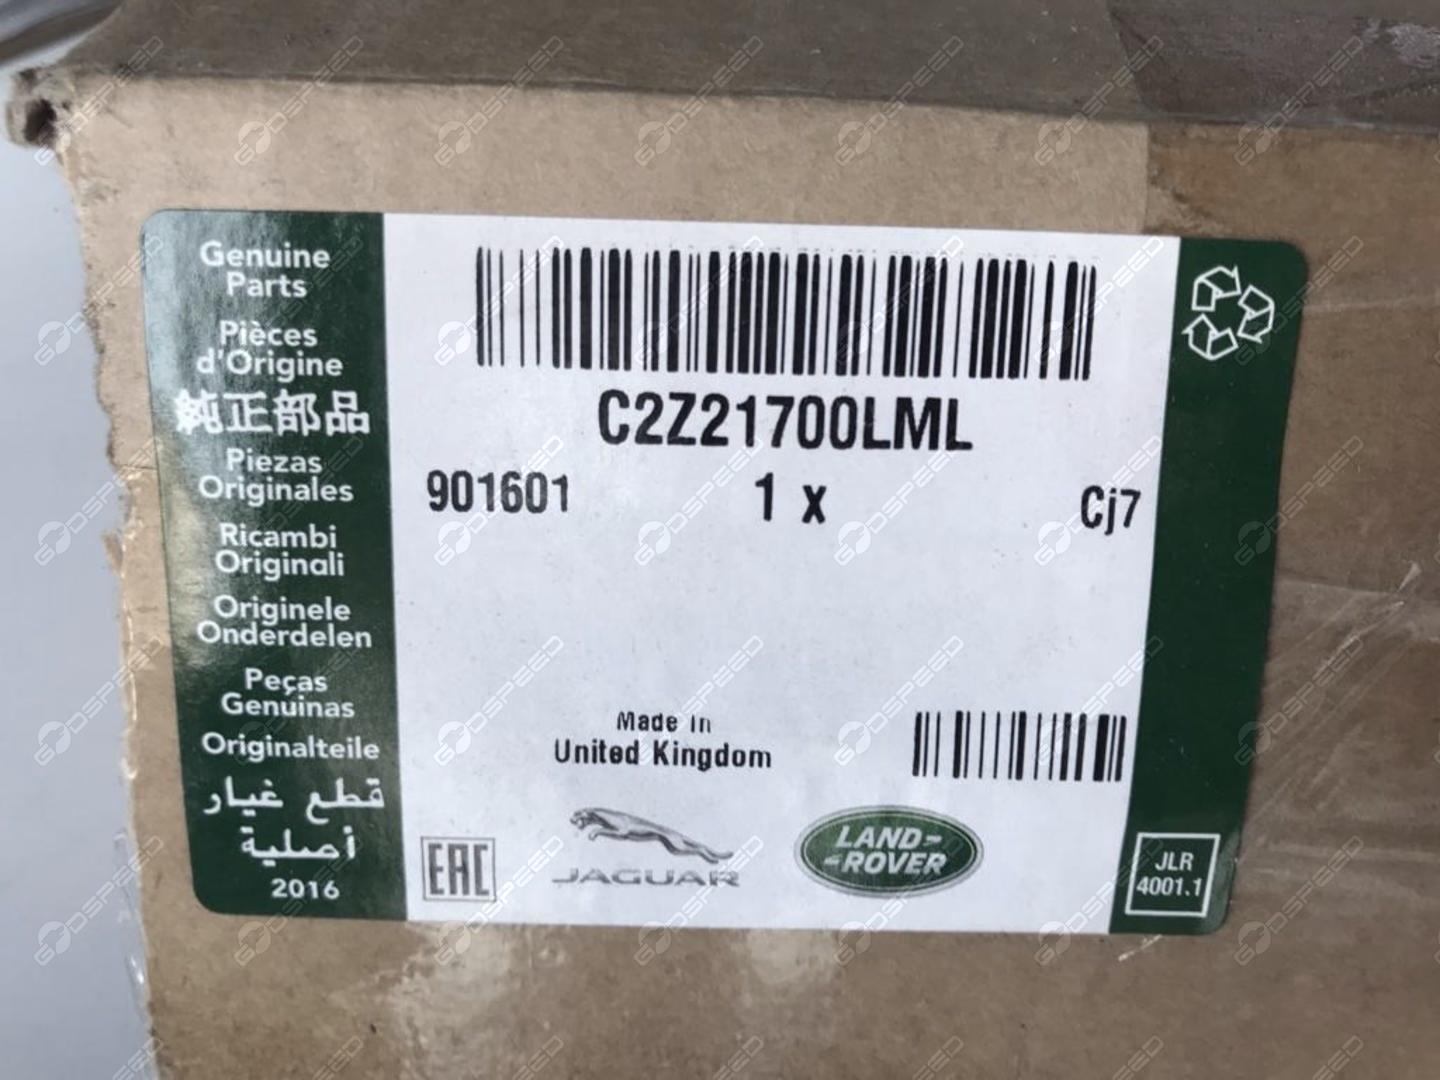 Genuine
Parts
Pièces
d'Origine
純正部品
Piezas
Originales
Ricambi
Originali
Originele
Onderdelen
Peças
Genuinas
Originalteile
قطع غيار
أصلية
2016
C2Z21700LML
901601 1 x Cj7
Made In
United Kingdom
EAC
JAGUAR
LAND-
-ROVER
JLR
4001.1
GODSPEED